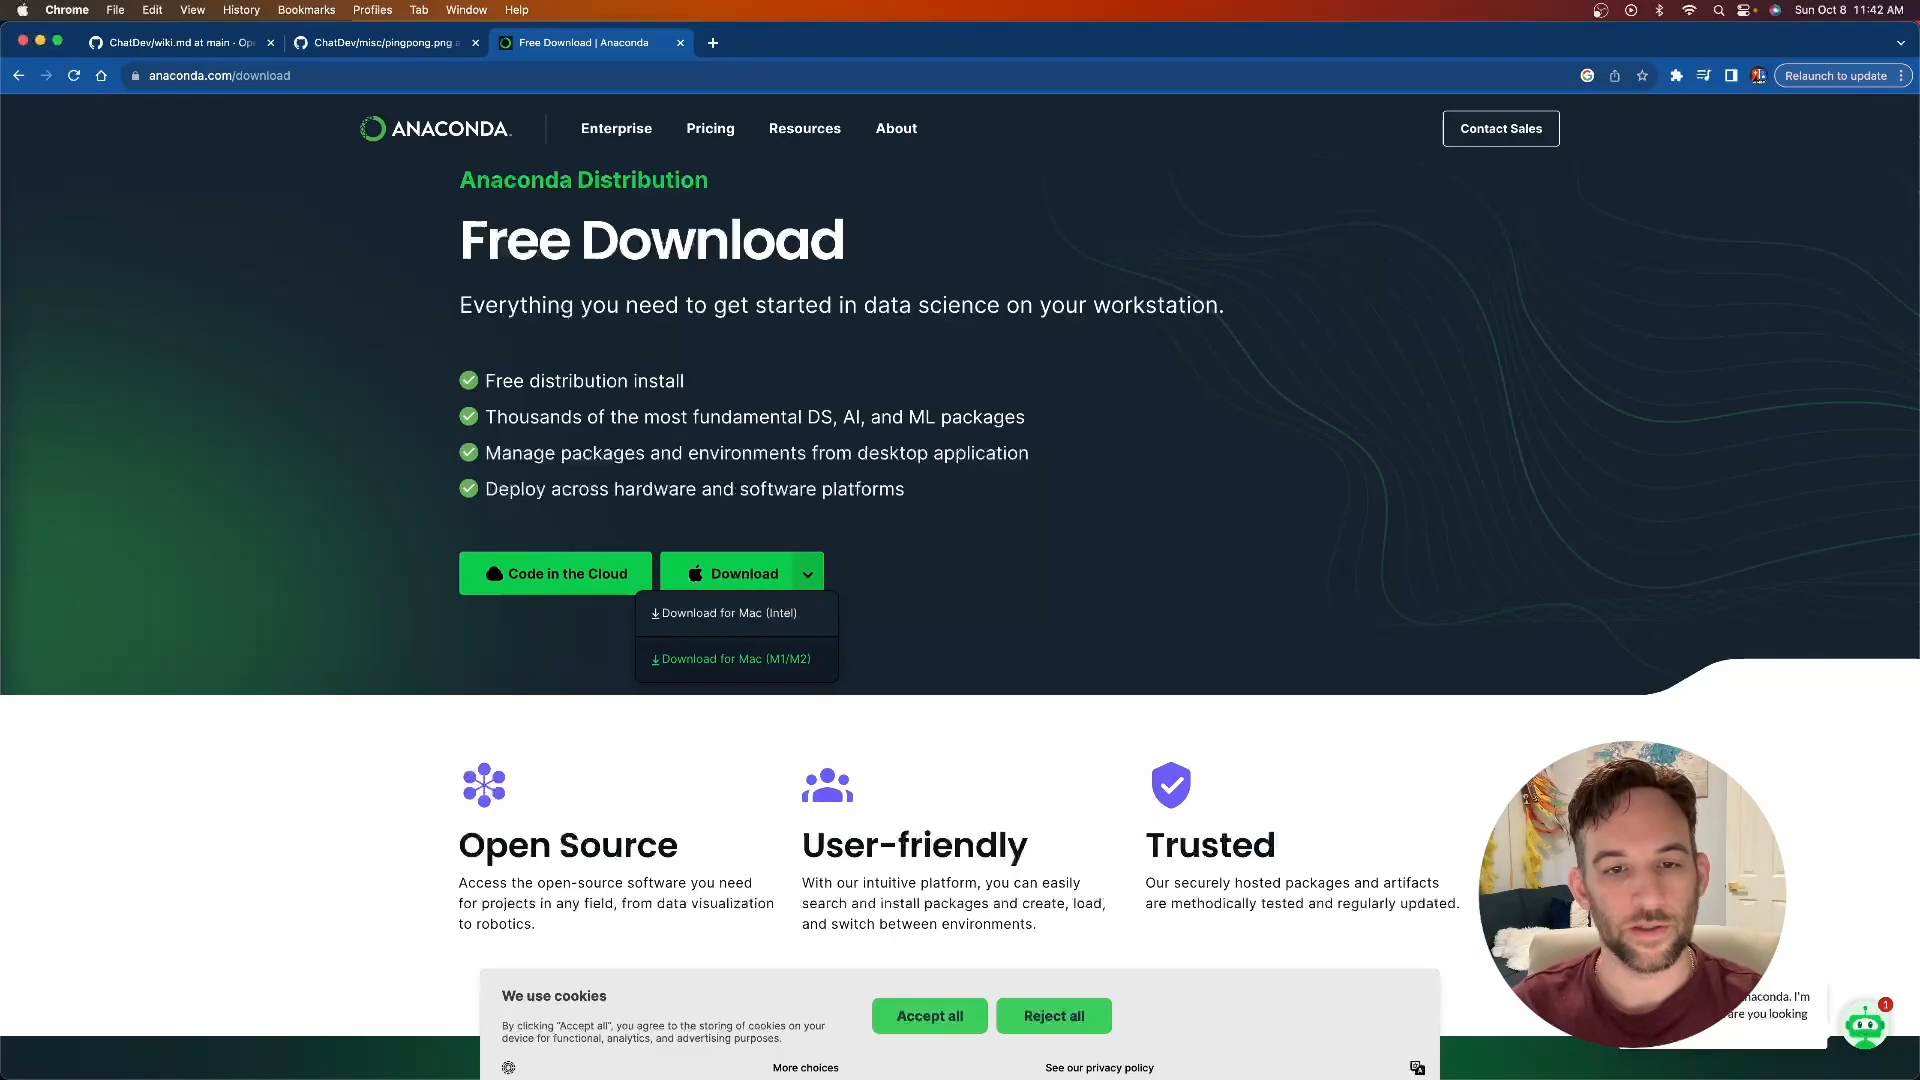 Chrome File Edit View History Bookmarks Profiles Tab Window Help Sun Oct 8 11:42 AM
ChatDev/wiki.md at main · Op ChatDev/misc/pingpong.png Free Download | Anaconda
anaconda.com/download Relaunch to update
ANACONDA. Enterprise Pricing Resources About Contact Sales
Anaconda Distribution
Free Download
Everything you need to get started in data science on your workstation.
Free distribution install
Thousands of the most fundamental DS, AI, and ML packages
Manage packages and environments from desktop application
Deploy across hardware and software platforms
Code in the Cloud Download
Download for Mac (Intel)
Download for Mac (M1/M2)
Open Source
Access the open-source software you need
for projects in any field, from data visualization
to robotics.
User-friendly
With our intuitive platform, you can easily
search and install packages and create, load,
and switch between environments.
Trusted
Our securely hosted packages and artifacts
are methodically tested and regularly updated.
We use cookies
By clicking “Accept all”, you agree to the storing of cookies on your
device for functional, analytics, and advertising purposes.
Accept all Reject all
More choices See our privacy policy
naconda. I'm
are you looking
1